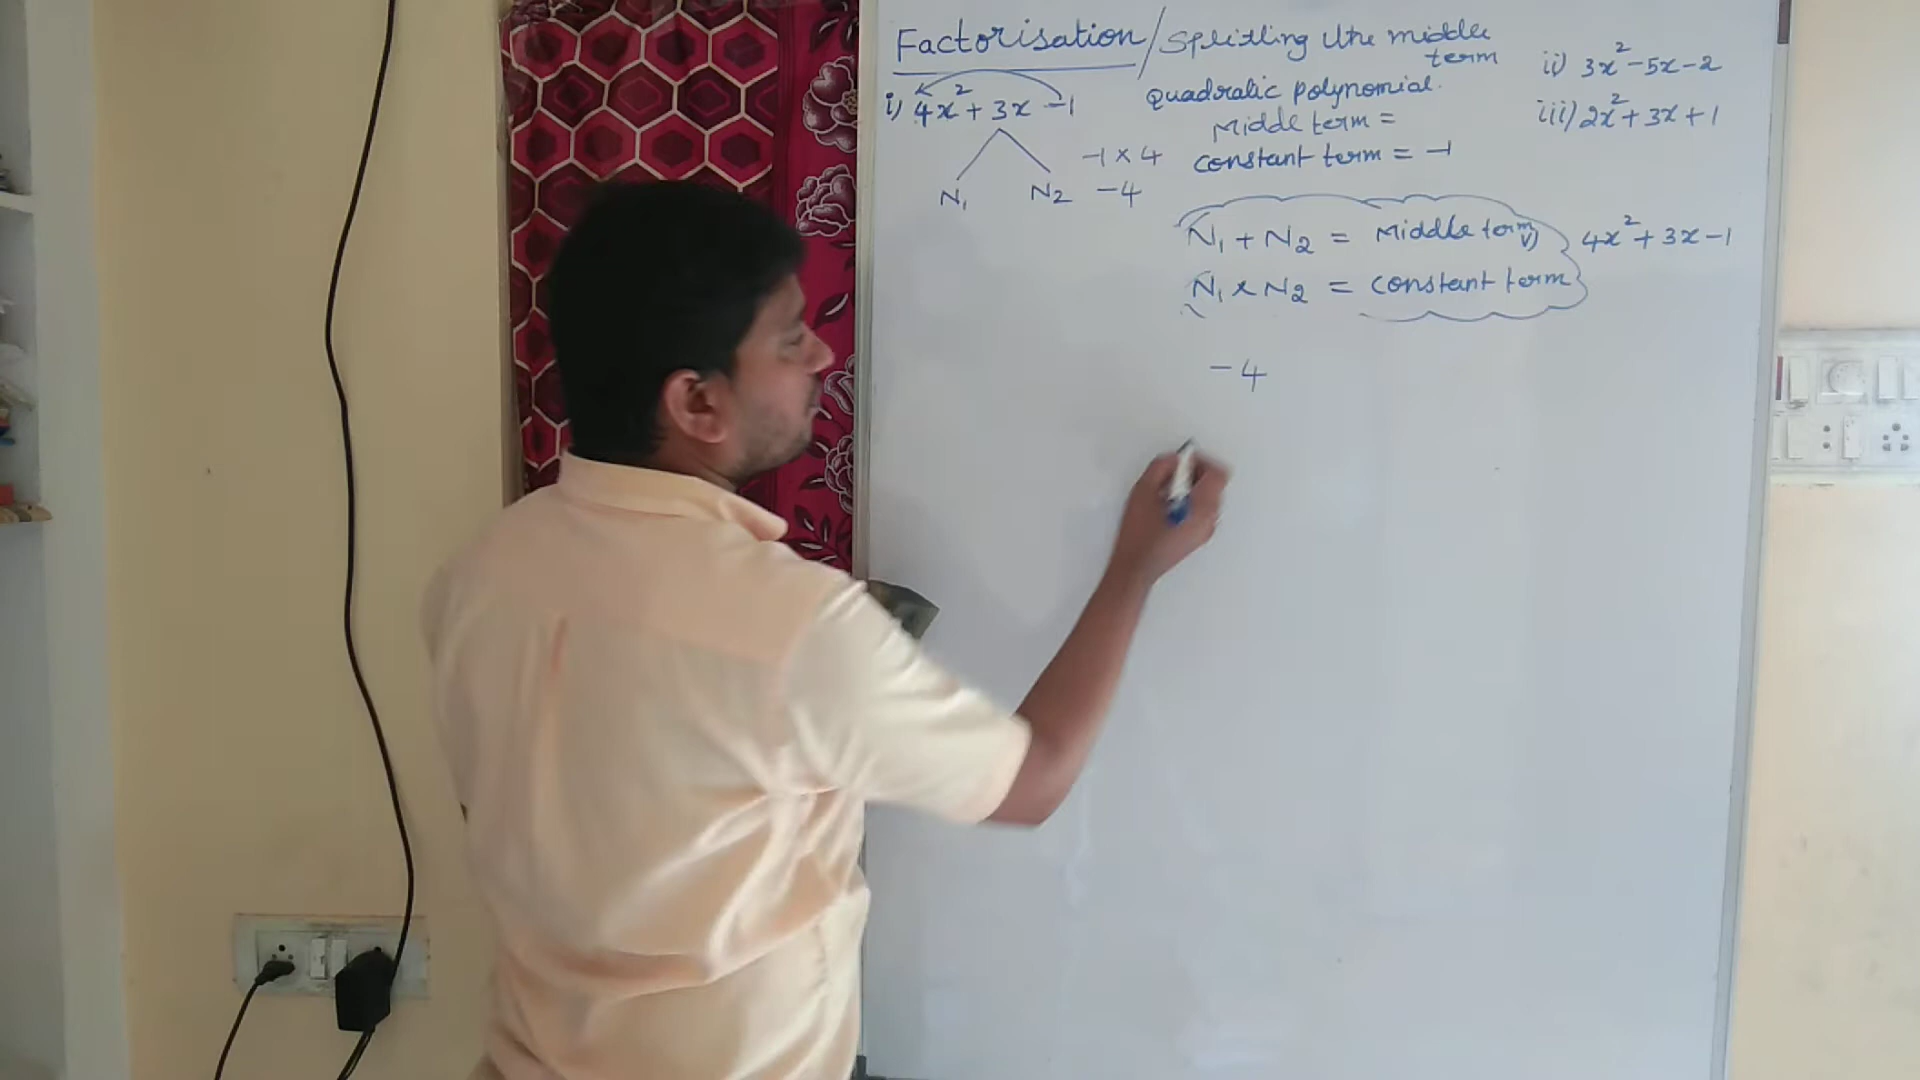 Factorisation / Splitting the middle term
i) 4x² + 3x - 1
quadratic polynomial.
Middle term =
-1 x 4
constant term = -1
N₁ N₂ -4
ii) 3x² - 5x - 2
iii) 2x² + 3x + 1
N₁ + N₂ = Middle term
v) 4x² + 3x - 1
N₁ x N₂ = constant term
-4